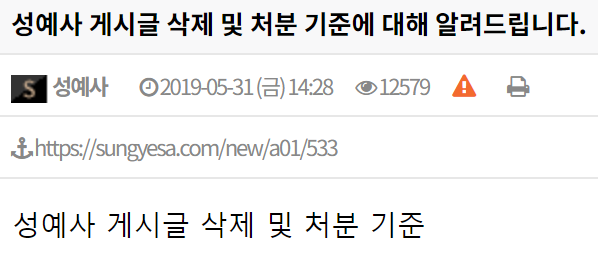 성예사 게시글 삭제 및 처분 기준에 대해 알려드립니다.
S 성예사 2019-05-31 (금) 14:28 12579
https://sungyesa.com/new/a01/533
성예사 게시글 삭제 및 처분 기준